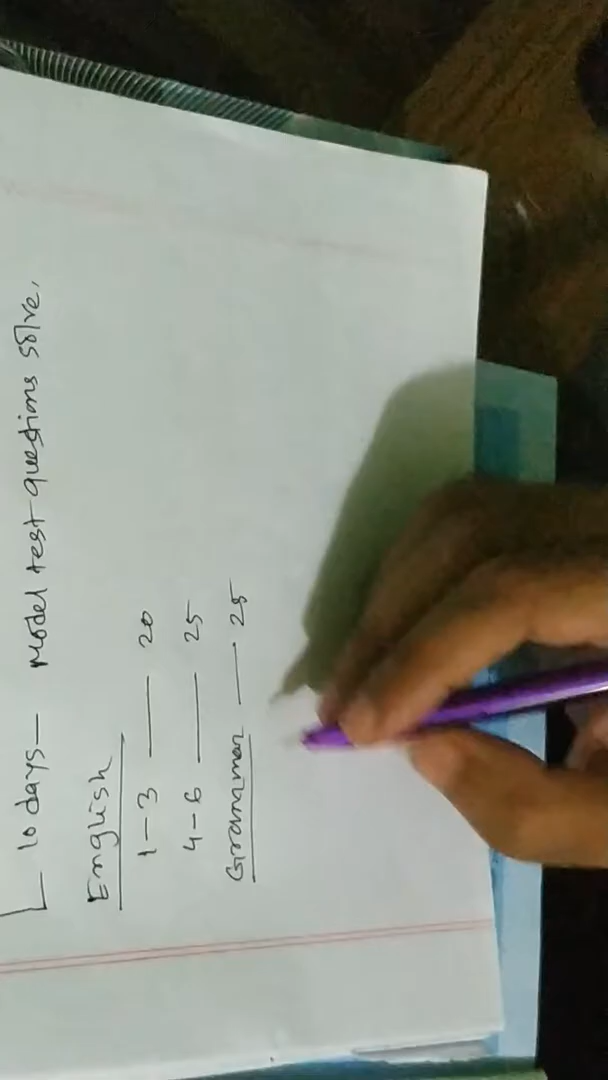 10 days — Model test questions solve.
English
1 - 3 — 20
4 - 6 — 25
Grammar — 25